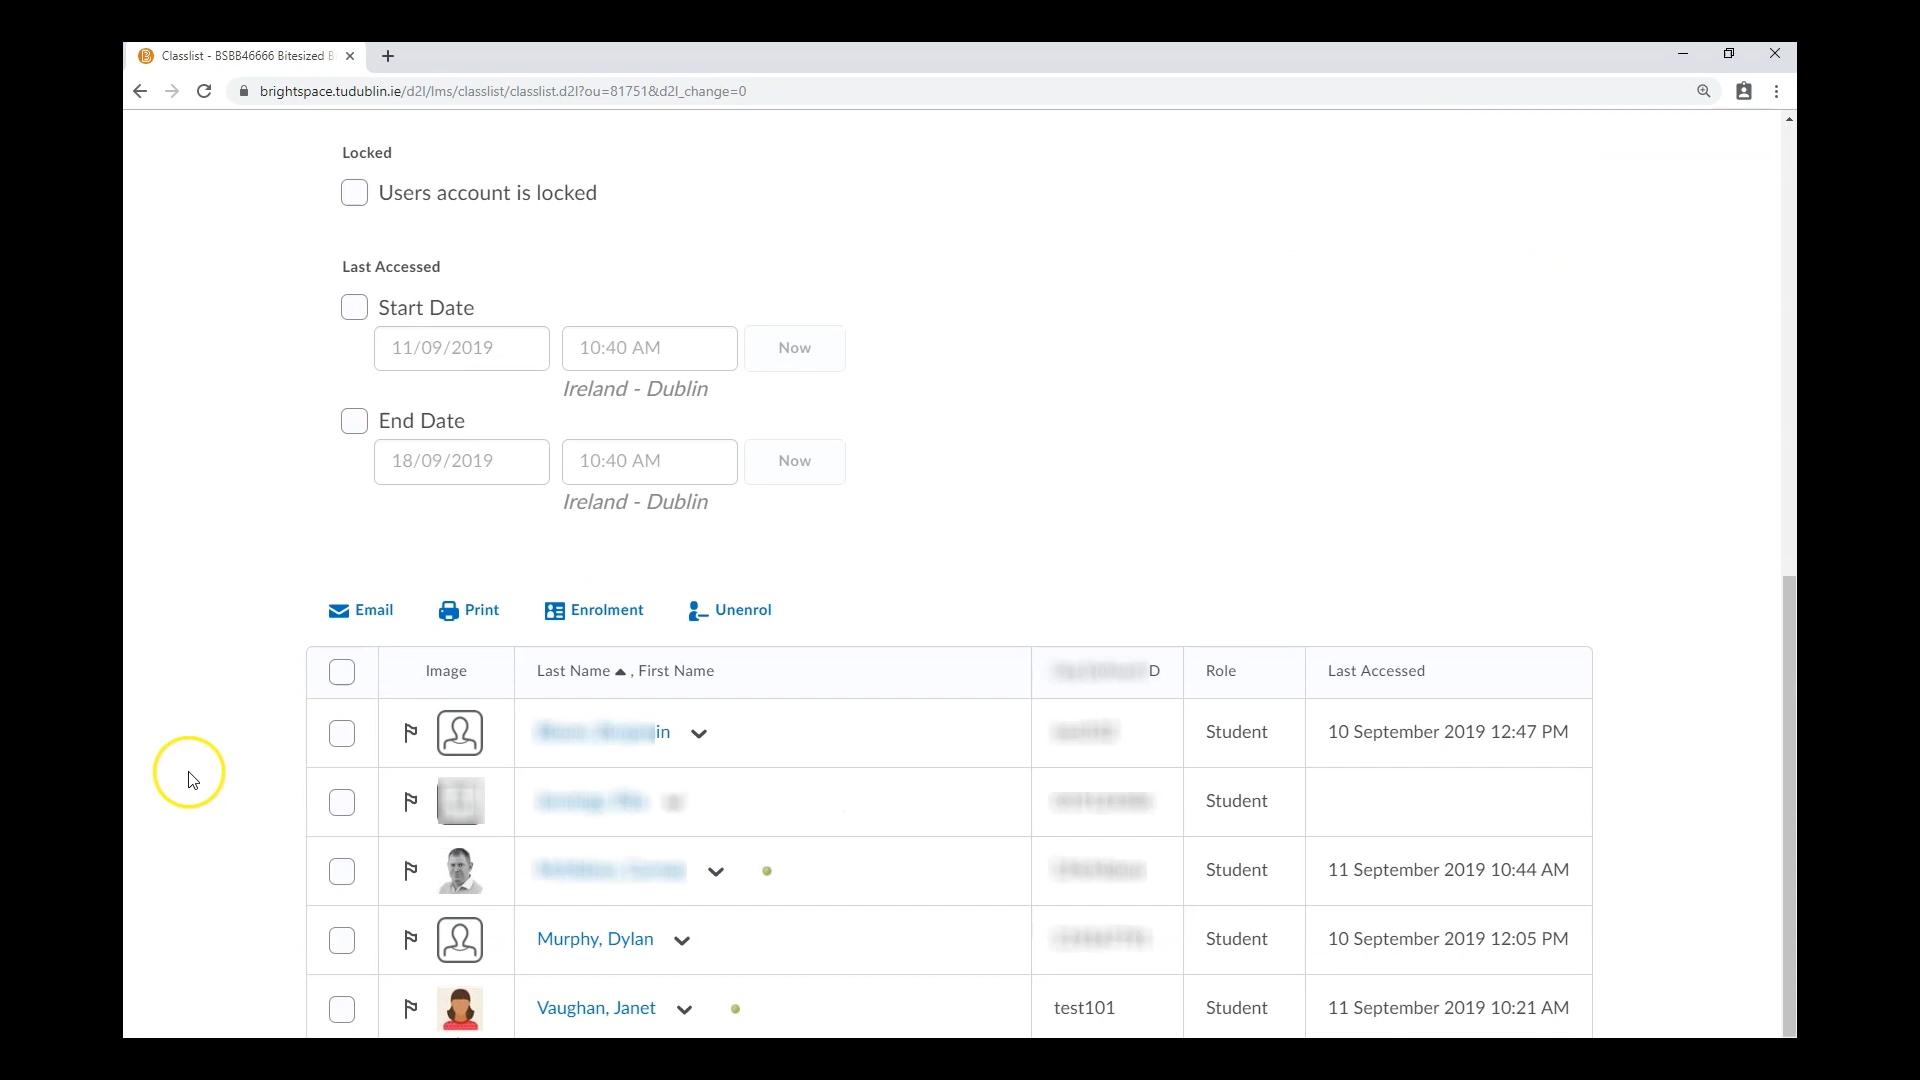 Classlist - BSBB46666 Bitesized B
brightspace.tudublin.ie/d2l/lms/classlist/classlist.d2l?ou=81751&d2l_change=0
Locked
Users account is locked
Last Accessed
Start Date
11/09/2019 10:40 AM Now
Ireland - Dublin
End Date
18/09/2019 10:40 AM Now
Ireland - Dublin
Email Print Enrolment Unenrol
Image Last Name , First Name D Role Last Accessed
in Student 10 September 2019 12:47 PM
Student
Student 11 September 2019 10:44 AM
Murphy, Dylan Student 10 September 2019 12:05 PM
Vaughan, Janet test101 Student 11 September 2019 10:21 AM